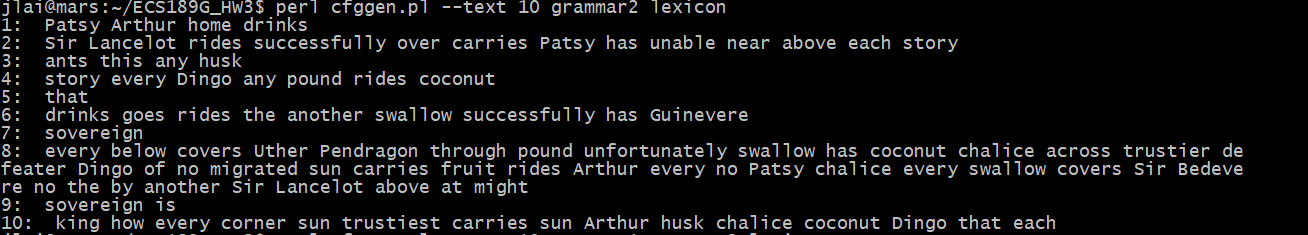 jlai@mars:~/ECS189G_HW3$ perl cfggen.pl --text 10 grammar2 lexicon
1:  Patsy Arthur home drinks
2:  Sir Lancelot rides successfully over carries Patsy has unable near above each story
3:  ants this any husk
4:  story every Dingo any pound rides coconut
5:  that
6:  drinks goes rides the another swallow successfully has Guinevere
7:  sovereign
8:  every below covers Uther Pendragon through pound unfortunately swallow has coconut chalice across trustier de
feater Dingo of no migrated sun carries fruit rides Arthur every no Patsy chalice every swallow covers Sir Bedeve
re no the by another Sir Lancelot above at might
9:  sovereign is
10:  king how every corner sun trustiest carries sun Arthur husk chalice coconut Dingo that each